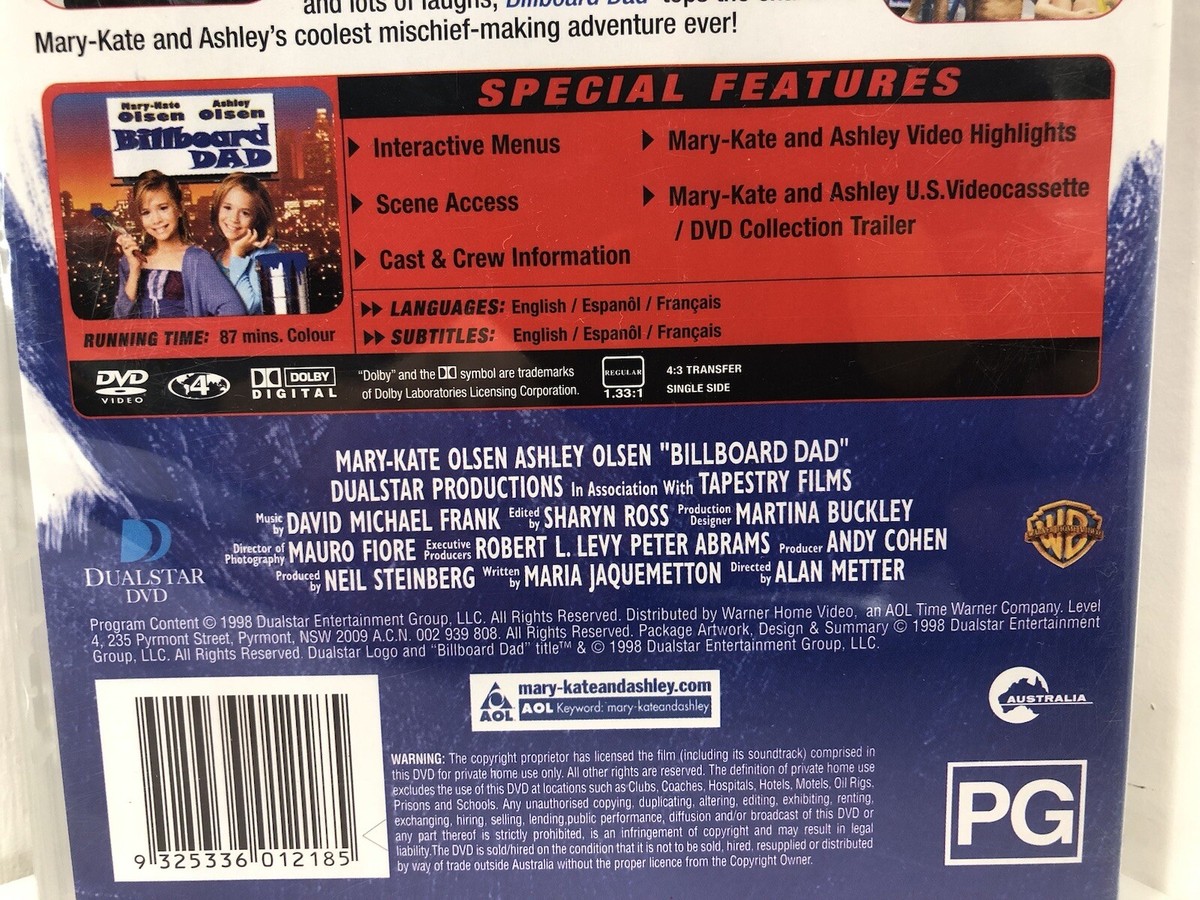 and lots of laughs, Billboard Dad tops the
Mary-Kate and Ashley's coolest mischief-making adventure ever!
SPECIAL FEATURES
Mary-Kate Olsen Ashley Olsen
Billboard
DAD
Interactive Menus
Scene Access
Cast & Crew Information
Mary-Kate and Ashley Video Highlights
Mary-Kate and Ashley U.S.Videocassette
/ DVD Collection Trailer
LANGUAGES: English / Espanôl / Français
SUBTITLES: English / Espanôl / Français
RUNNING TIME: 87 mins. Colour
DVD
VIDEO
4
DOLBY
DIGITAL
"Dolby" and the DD symbol are trademarks
of Dolby Laboratories Licensing Corporation.
REGULAR
1.33:1
4:3 TRANSFER
SINGLE SIDE
MARY-KATE OLSEN ASHLEY OLSEN "BILLBOARD DAD"
DUALSTAR PRODUCTIONS In Association With TAPESTRY FILMS
Music by DAVID MICHAEL FRANK Edited by SHARYN ROSS Production Designer MARTINA BUCKLEY
Director of Photography MAURO FIORE Executive Producers ROBERT L. LEVY PETER ABRAMS Producer ANDY COHEN
Produced by NEIL STEINBERG Written by MARIA JAQUEMETTON Directed by ALAN METTER
DUALSTAR
DVD
WB
Program Content © 1998 Dualstar Entertainment Group, LLC. All Rights Reserved. Distributed by Warner Home Video, an AOL Time Warner Company. Level
4, 235 Pyrmont Street, Pyrmont, NSW 2009 A.C.N. 002 939 808. All Rights Reserved. Package Artwork, Design & Summary © 1998 Dualstar Entertainment
Group, LLC. All Rights Reserved. Dualstar Logo and "Billboard Dad" title™ & © 1998 Dualstar Entertainment Group, LLC.
mary-kateandashley.com
AOL
AOL Keyword: mary-kateandashley
AUSTRALIA
WARNING: The copyright proprietor has licensed the film (including its soundtrack) comprised in
this DVD for private home use only. All other rights are reserved. The definition of private home use
excludes the use of this DVD at locations such as Clubs, Coaches, Hospitals, Hotels, Motels, Oil Rigs,
Prisons and Schools. Any unauthorised copying, duplicating, altering, editing, exhibiting, renting,
exchanging, hiring, selling, lending,public performance, diffusion and/or broadcast of this DVD or
any part thereof is strictly prohibited, is an infringement of copyright and may result in legal
liability.The DVD is sold/hired on the condition that it is not to be sold, hired, resupplied or distributed
by way of trade outside Australia without the proper licence from the Copyright Owner.
PG
9 325336 012185